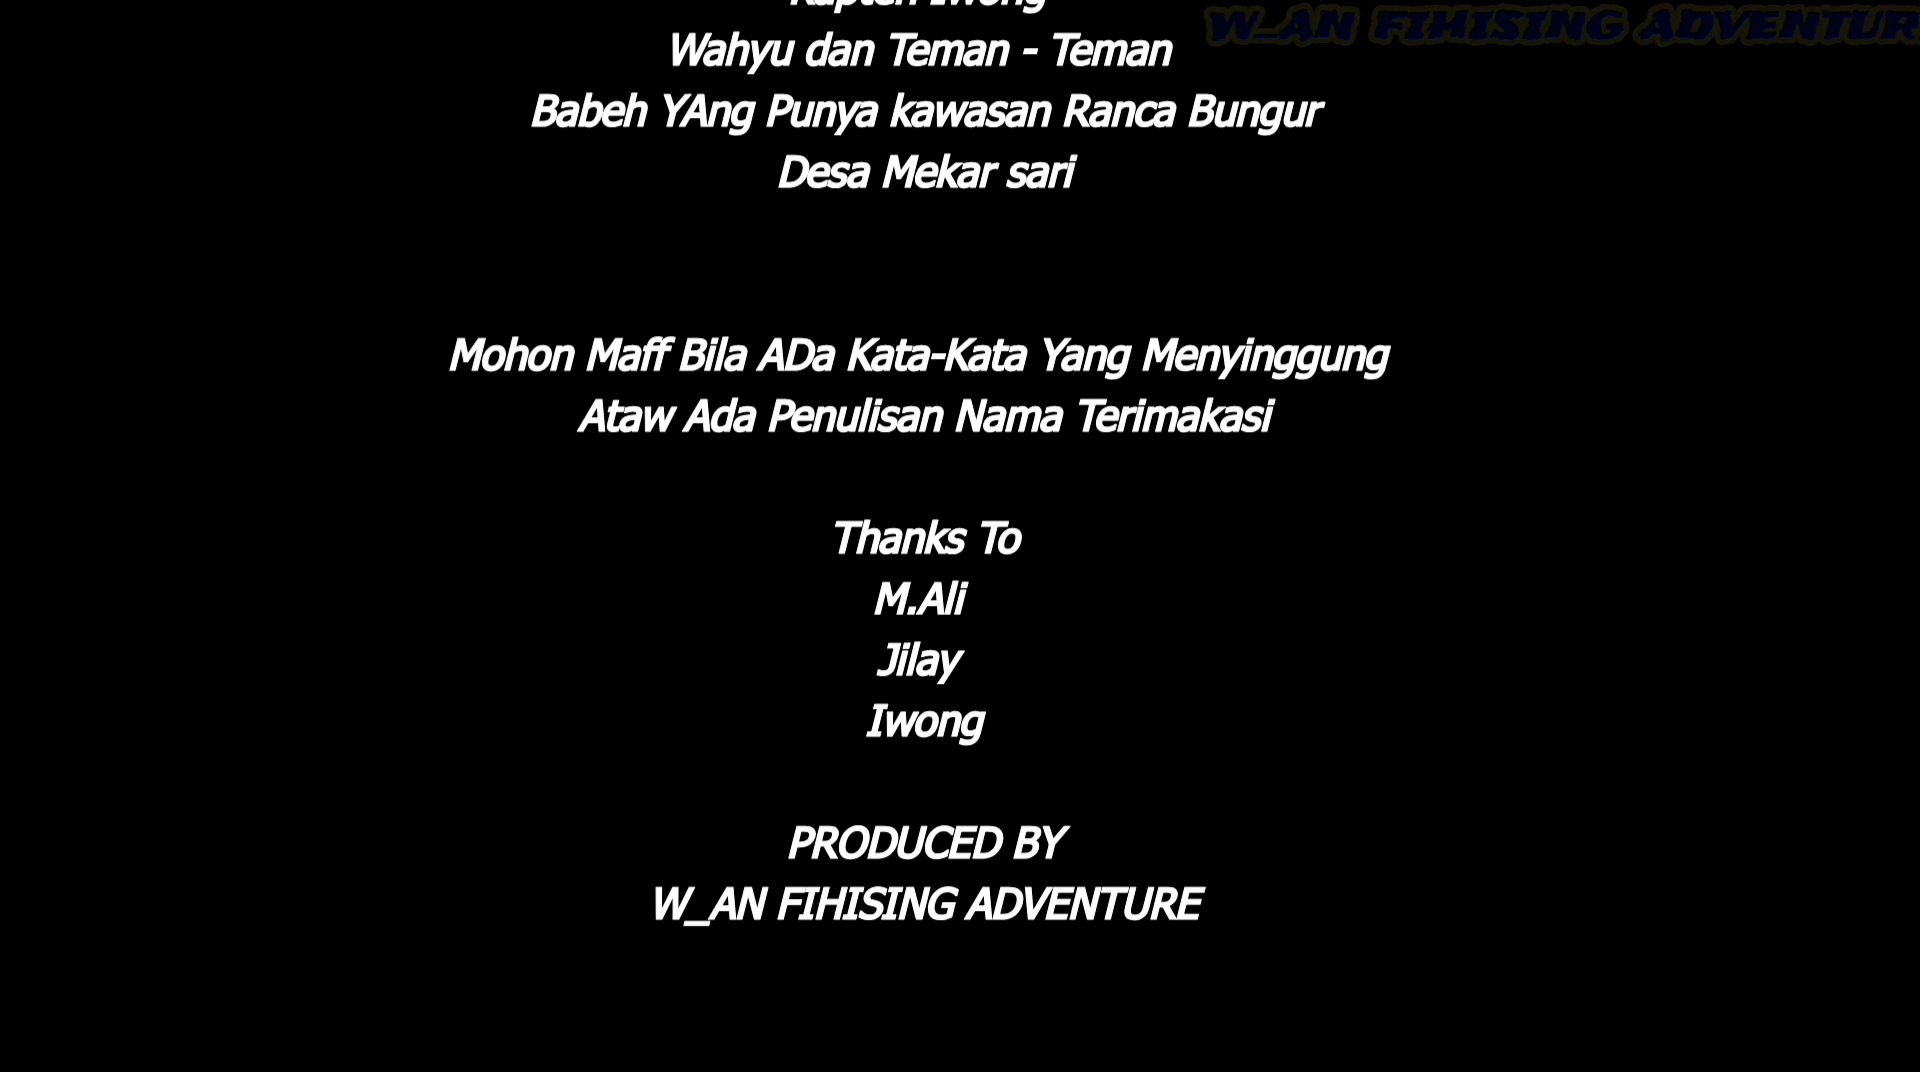 Kapten Iwong
W_AN FIHISING ADVENTUR
Wahyu dan Teman - Teman
Babeh YAng Punya kawasan Ranca Bungur
Desa Mekar sari
Mohon Maff Bila ADa Kata-Kata Yang Menyinggung
Ataw Ada Penulisan Nama Terimakasi
Thanks To
M.Ali
Jilay
Iwong
PRODUCED BY
W_AN FIHISING ADVENTURE